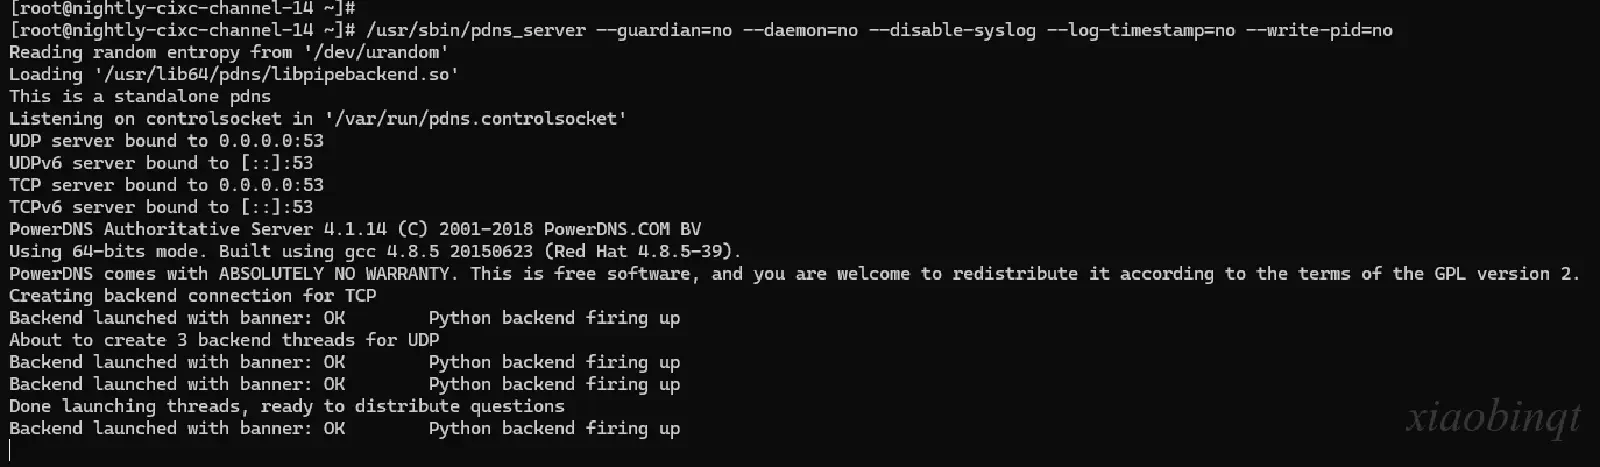 [root@nightly-cixc-channel-14 ~]#
[root@nightly-cixc-channel-14 ~]# /usr/sbin/pdns_server --guardian=no --daemon=no --disable-syslog --log-timestamp=no --write-pid=no
Reading random entropy from '/dev/urandom'
Loading '/usr/lib64/pdns/libpipebackend.so'
This is a standalone pdns
Listening on controlsocket in '/var/run/pdns.controlsocket'
UDP server bound to 0.0.0.0:53
UDPv6 server bound to [::]:53
TCP server bound to 0.0.0.0:53
TCPv6 server bound to [::]:53
PowerDNS Authoritative Server 4.1.14 (C) 2001-2018 PowerDNS.COM BV
Using 64-bits mode. Built using gcc 4.8.5 20150623 (Red Hat 4.8.5-39).
PowerDNS comes with ABSOLUTELY NO WARRANTY. This is free software, and you are welcome to redistribute it according to the terms of the GPL version 2.
Creating backend connection for TCP
Backend launched with banner: OK        Python backend firing up
About to create 3 backend threads for UDP
Backend launched with banner: OK        Python backend firing up
Backend launched with banner: OK        Python backend firing up
Done launching threads, ready to distribute questions
Backend launched with banner: OK        Python backend firing up
xiaobinqt